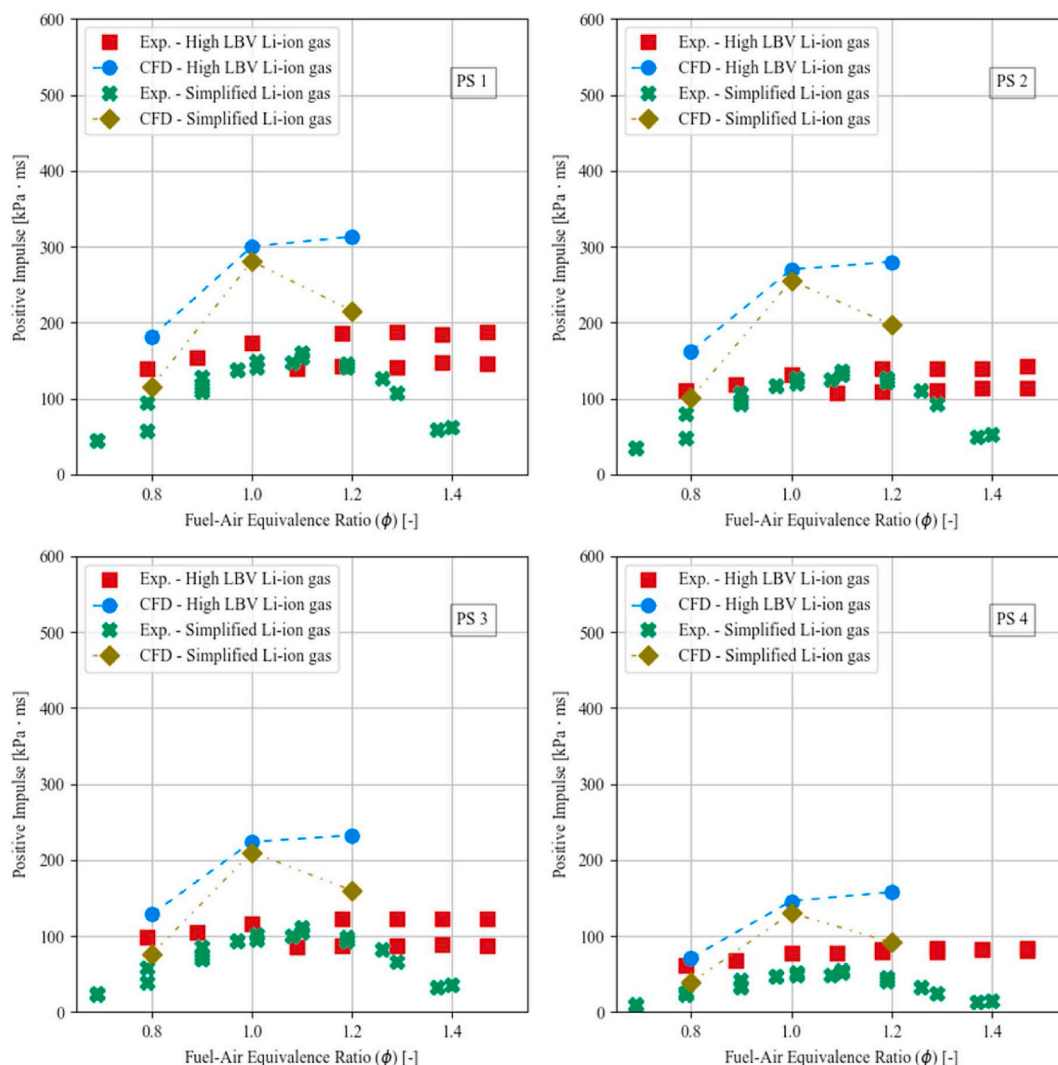 600
500
400
300
200
100
0
Positive Impulse [kPa · ms]
Exp. - High LBV Li-ion gas
CFD - High LBV Li-ion gas
Exp. - Simplified Li-ion gas
CFD - Simplified Li-ion gas
PS 1
0.8 1.0 1.2 1.4
Fuel-Air Equivalence Ratio (ϕ) [-]
600
500
400
300
200
100
0
Positive Impulse [kPa · ms]
Exp. - High LBV Li-ion gas
CFD - High LBV Li-ion gas
Exp. - Simplified Li-ion gas
CFD - Simplified Li-ion gas
PS 2
0.8 1.0 1.2 1.4
Fuel-Air Equivalence Ratio (ϕ) [-]
600
500
400
300
200
100
0
Positive Impulse [kPa · ms]
Exp. - High LBV Li-ion gas
CFD - High LBV Li-ion gas
Exp. - Simplified Li-ion gas
CFD - Simplified Li-ion gas
PS 3
0.8 1.0 1.2 1.4
Fuel-Air Equivalence Ratio (ϕ) [-]
600
500
400
300
200
100
0
Positive Impulse [kPa · ms]
Exp. - High LBV Li-ion gas
CFD - High LBV Li-ion gas
Exp. - Simplified Li-ion gas
CFD - Simplified Li-ion gas
PS 4
0.8 1.0 1.2 1.4
Fuel-Air Equivalence Ratio (ϕ) [-]